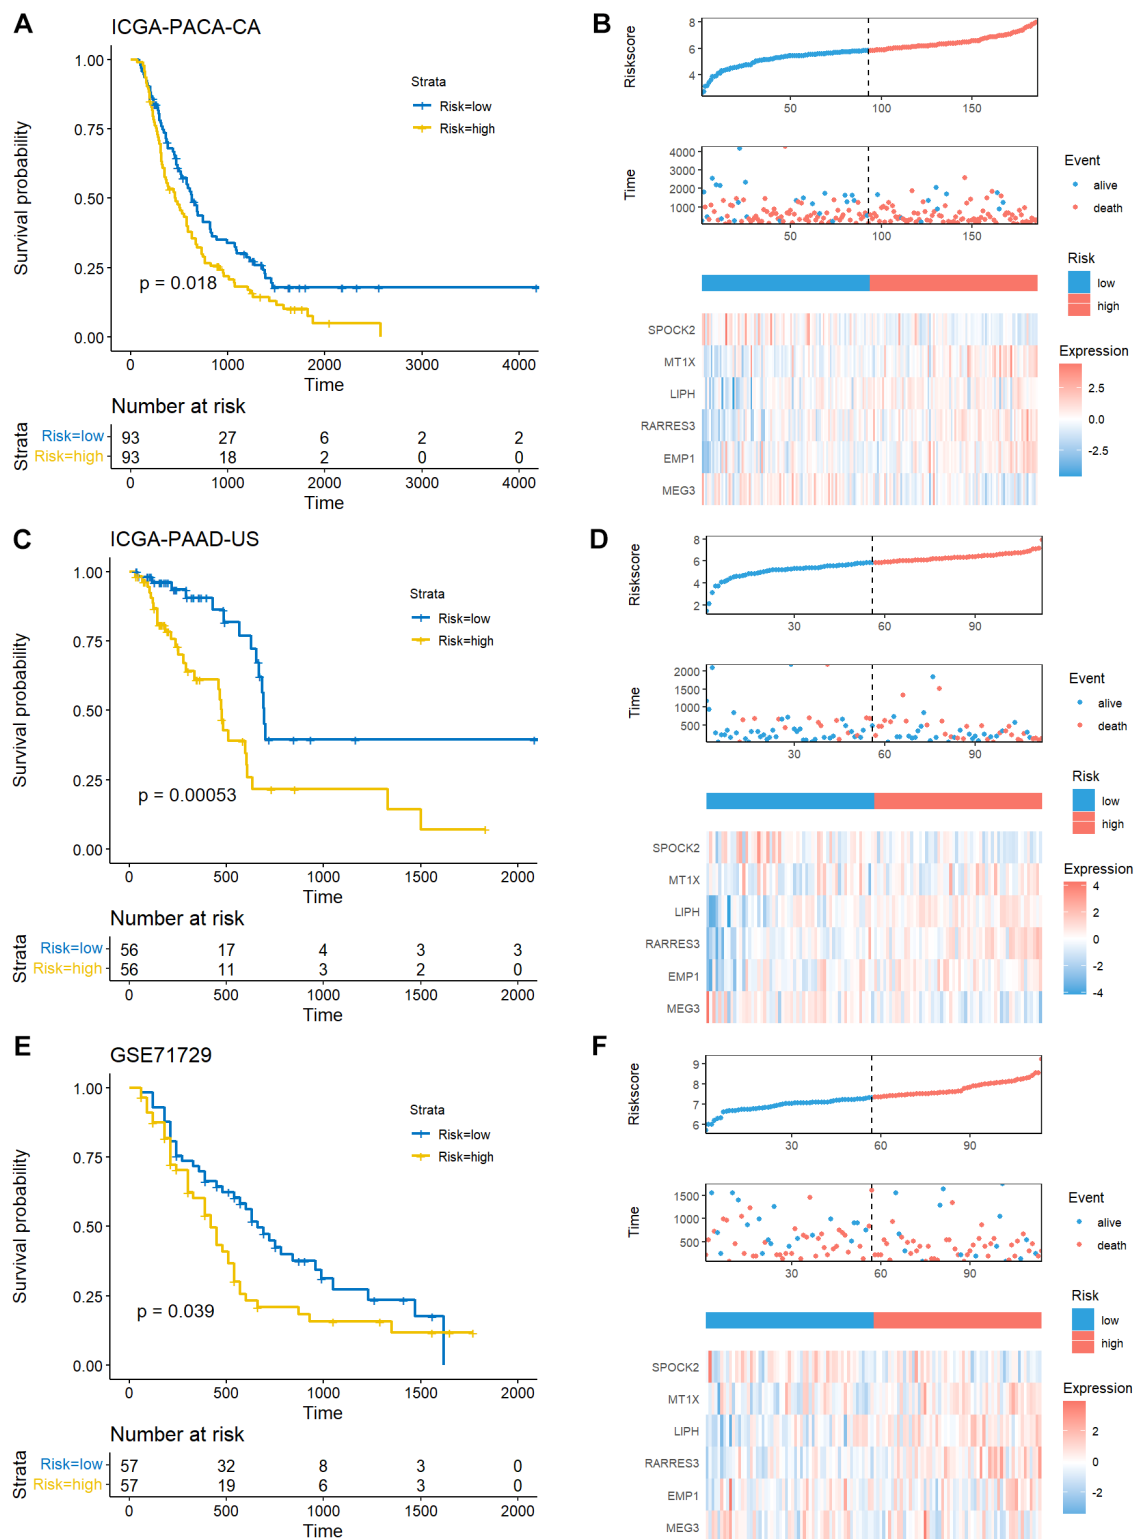 A
ICGA-PACA-CA
Survival probability
1.00
0.75
0.50
0.25
0.00
Strata
Risk=low
Risk=high
p = 0.018
0 1000 2000 3000 4000
Time
Number at risk
Strata
Risk=low 93 27 6 2 2
Risk=high 93 18 2 0 0
0 1000 2000 3000 4000
Time
B
Riskscore
8
6
4
50 100 150
Time
4000
3000
2000
1000
50 100 150
Event
alive
death
Risk
low
high
SPOCK2
MT1X
LIPH
RARRES3
EMP1
MEG3
Expression
2.5
0.0
-2.5
C
ICGA-PAAD-US
Survival probability
1.00
0.75
0.50
0.25
0.00
Strata
Risk=low
Risk=high
p = 0.00053
0 500 1000 1500 2000
Time
Number at risk
Strata
Risk=low 56 17 4 3 3
Risk=high 56 11 3 2 0
0 500 1000 1500 2000
Time
D
Riskscore
8
6
4
2
30 60 90
Time
2000
1500
1000
500
30 60 90
Event
alive
death
Risk
low
high
SPOCK2
MT1X
LIPH
RARRES3
EMP1
MEG3
Expression
4
2
0
-2
-4
E
GSE71729
Survival probability
1.00
0.75
0.50
0.25
0.00
Strata
Risk=low
Risk=high
p = 0.039
0 500 1000 1500 2000
Time
Number at risk
Strata
Risk=low 57 32 8 3 0
Risk=high 57 19 6 3 0
0 500 1000 1500 2000
Time
F
Riskscore
9
8
7
6
30 60 90
Time
1500
1000
500
30 60 90
Event
alive
death
Risk
low
high
SPOCK2
MT1X
LIPH
RARRES3
EMP1
MEG3
Expression
2
0
-2